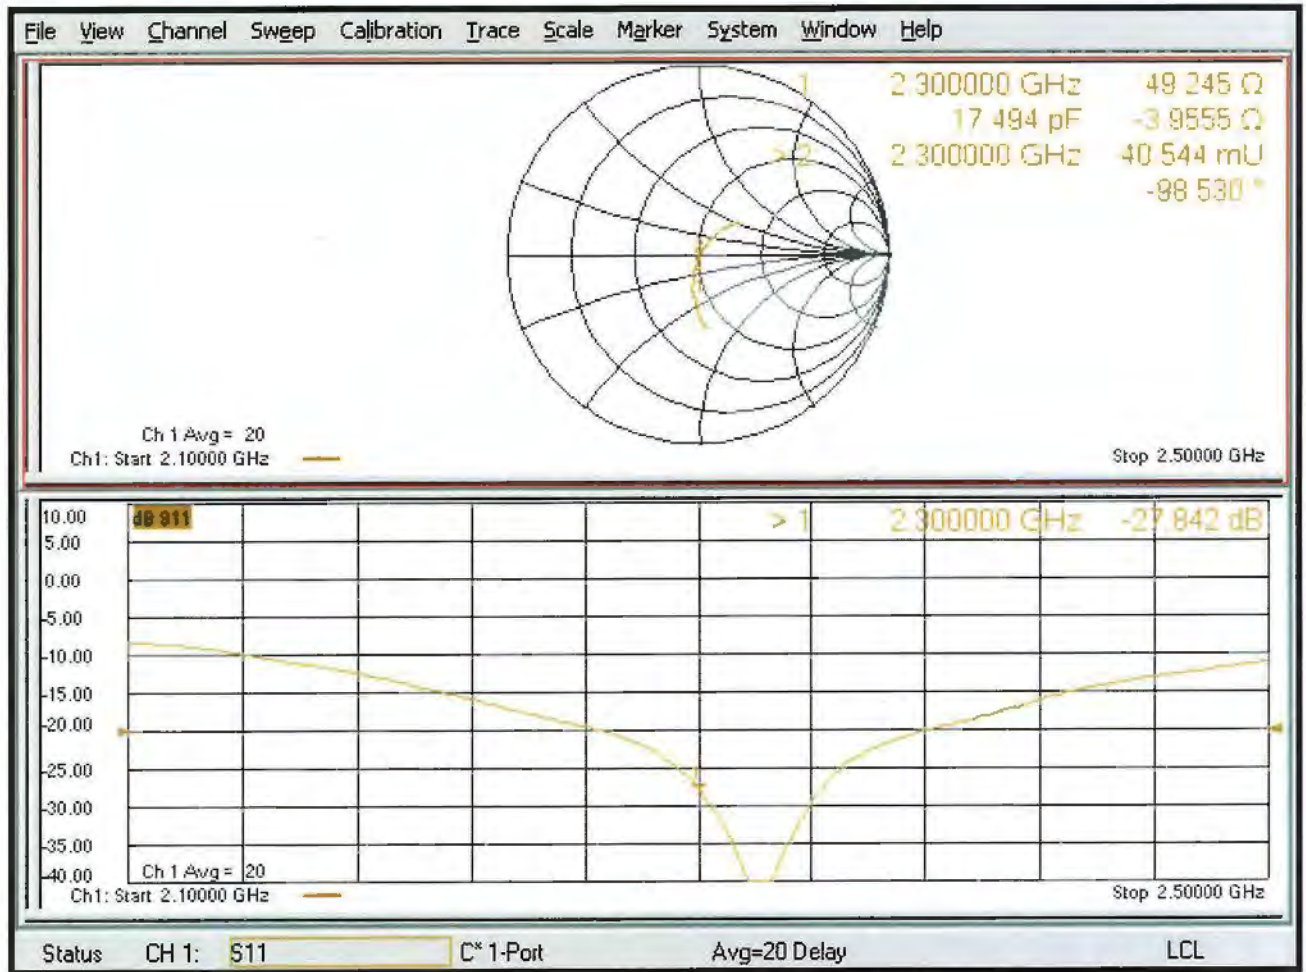 File View Channel Sweep Calibration Trace Scale Marker System Window Help
1 2.300000 GHz 49.245 Ω
17.494 pF -3.9555 Ω
> 2 2.300000 GHz 40.544 mU
-98.530 °
Ch 1 Avg = 20
Ch1: Start 2.10000 GHz
Stop 2.50000 GHz
10.00
dB S11
> 1 2.300000 GHz -27.842 dB
5.00
0.00
-5.00
-10.00
-15.00
-20.00
-25.00
-30.00
-35.00
-40.00
Ch 1 Avg = 20
Ch1: Start 2.10000 GHz
Stop 2.50000 GHz
Status CH 1: S11 C* 1-Port Avg=20 Delay LCL